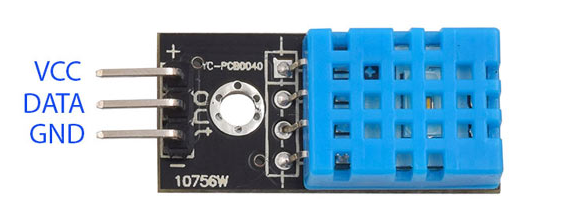 VCC
DATA
GND
+
YC-PCB0040
out
-
10756W